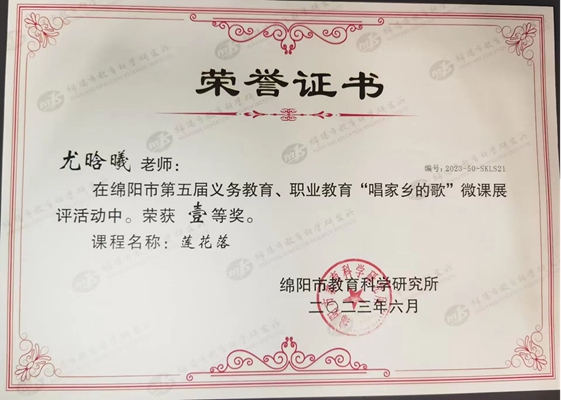 荣誉证书
尤晗曦 老师：
编号：2023-50-SKLS21
在绵阳市第五届义务教育、职业教育“唱家乡的歌”微课展
评活动中。荣获 壹等奖。
课程名称：莲花落
绵阳市教育科学研究所
二〇二三年六月